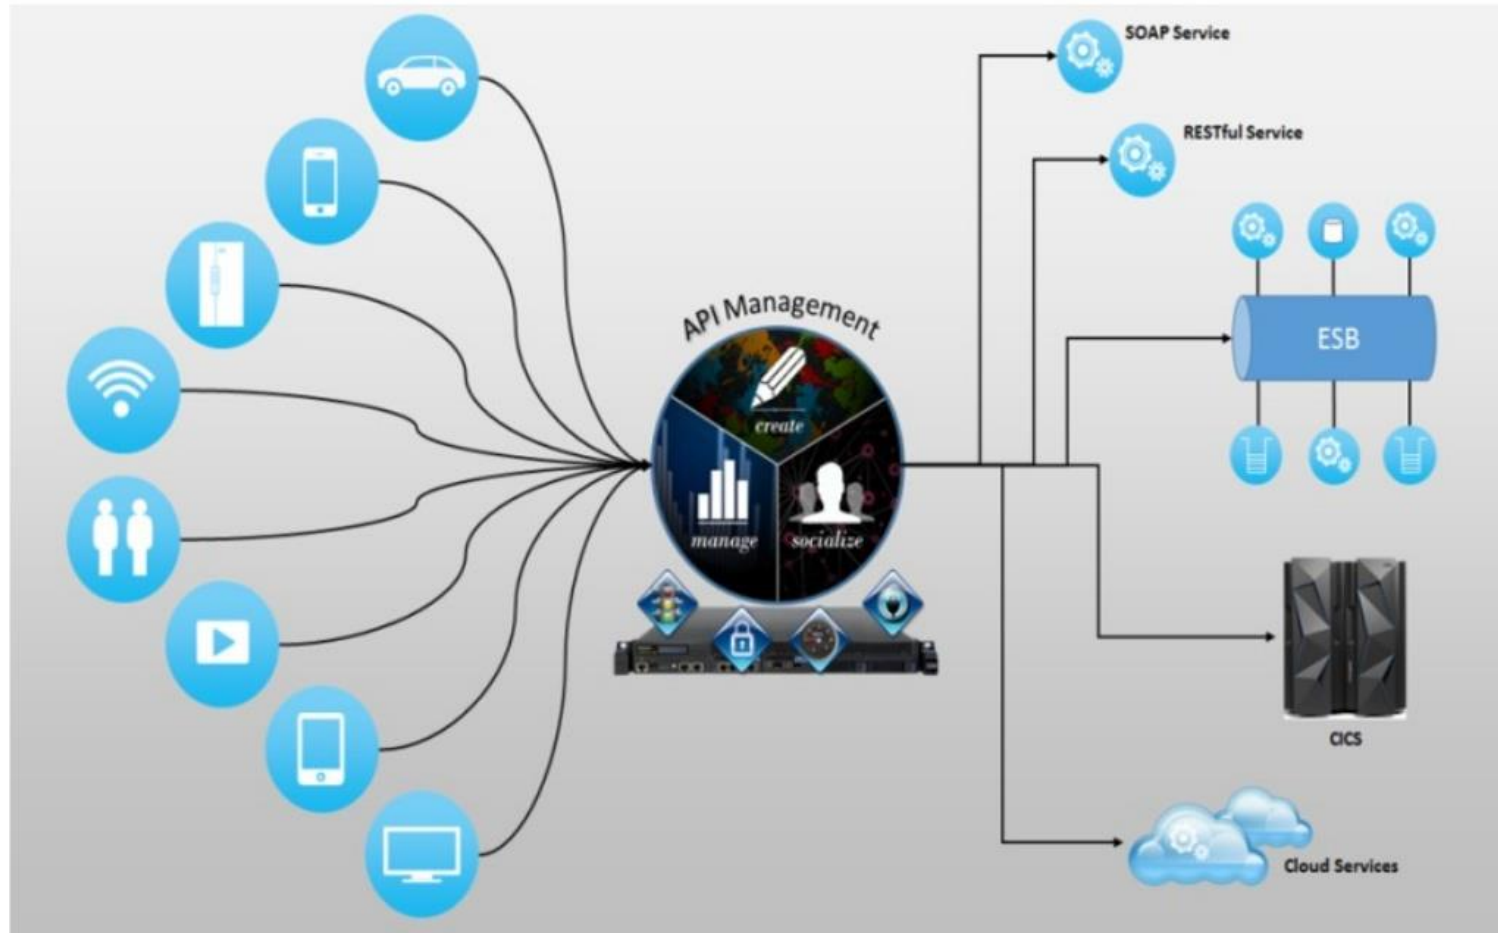 SOAP Service
RESTful Service
API Management
ESB
create
manage
socialize
CICS
Cloud Services